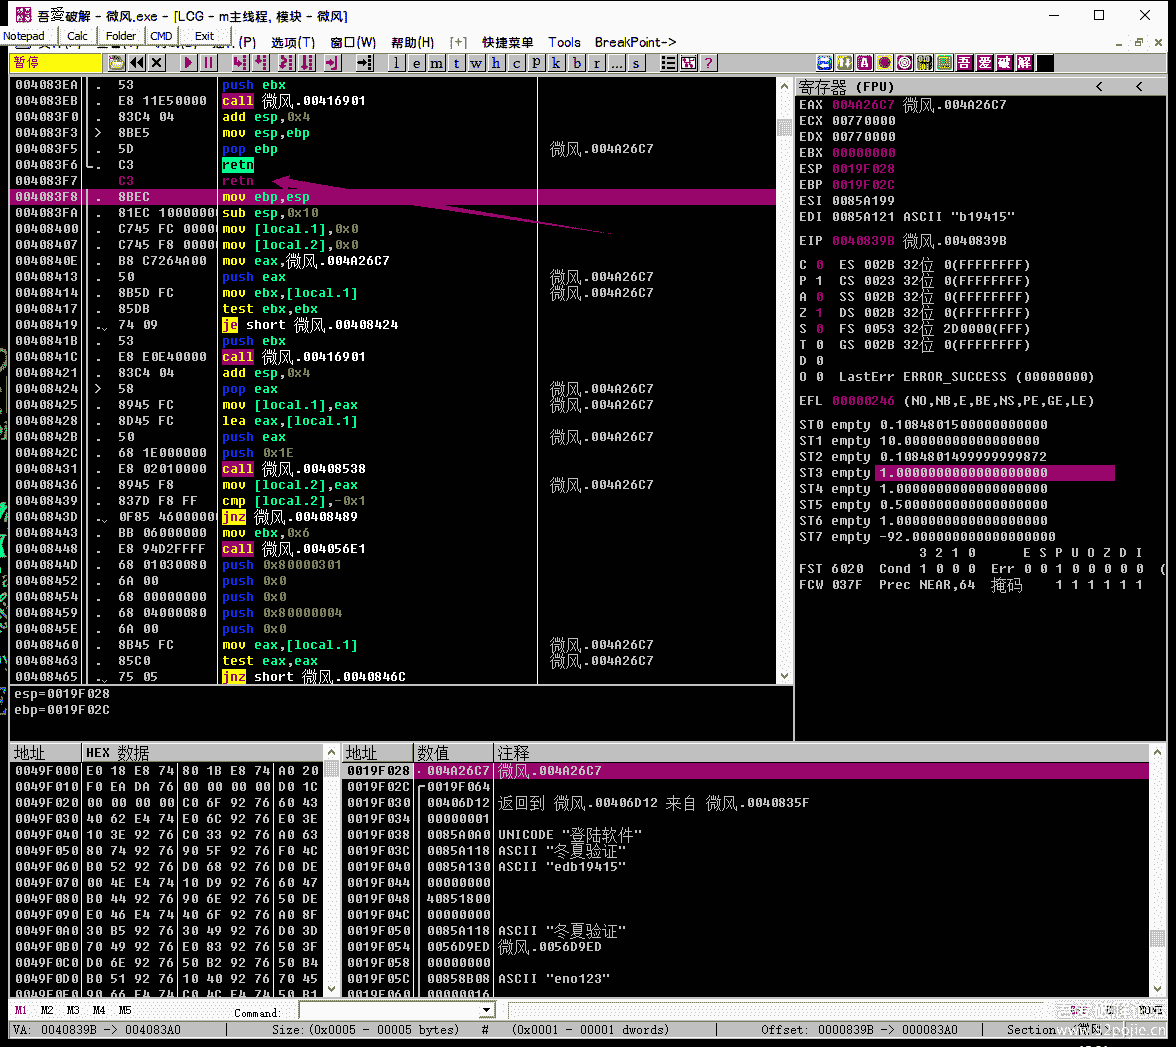 吾愛破解 - 微风.exe - [LCG - m主线程, 模块 - 微风]
Notepad Calc Folder CMD Exit
(P) 选项(T) 窗口(W) 帮助(H) [+] 快捷菜单 Tools BreakPoint->
暂停 l e m t w h c p k b r ... s ? 吾 爱 破 解
004083EA . 53 push ebx
004083EB . E8 11E50000 call 微风.00416901
004083F0 . 83C4 04 add esp,0x4
004083F3 > 8BE5 mov esp,ebp
004083F5 . 5D pop ebp 微风.004A26C7
004083F6 . C3 retn
004083F7 C3 retn
004083F8 . 8BEC mov ebp,esp
004083FA . 81EC 1000000 sub esp,0x10
00408400 . C745 FC 0000 mov [local.1],0x0
00408407 . C745 F8 0000 mov [local.2],0x0
0040840E . B8 C7264A00 mov eax,微风.004A26C7
00408413 . 50 push eax 微风.004A26C7
00408414 . 8B5D FC mov ebx,[local.1] 微风.004A26C7
00408417 . 85DB test ebx,ebx
00408419 . 74 09 je short 微风.00408424
0040841B . 53 push ebx
0040841C . E8 E0E40000 call 微风.00416901
00408421 . 83C4 04 add esp,0x4
00408424 > 58 pop eax 微风.004A26C7
00408425 . 8945 FC mov [local.1],eax 微风.004A26C7
00408428 . 8D45 FC lea eax,[local.1]
0040842B . 50 push eax 微风.004A26C7
0040842C . 68 1E000000 push 0x1E
00408431 . E8 02010000 call 微风.00408538
00408436 . 8945 F8 mov [local.2],eax 微风.004A26C7
00408439 . 837D F8 FF cmp [local.2],-0x1
0040843D . 0F85 4600000 jnz 微风.00408489
00408443 . BB 06000000 mov ebx,0x6
00408448 . E8 94D2FFFF call 微风.004056E1
0040844D . 68 01030080 push 0x80000301
00408452 . 6A 00 push 0x0
00408454 . 68 00000000 push 0x0
00408459 . 68 04000080 push 0x80000004
0040845E . 6A 00 push 0x0
00408460 . 8B45 FC mov eax,[local.1] 微风.004A26C7
00408463 . 85C0 test eax,eax 微风.004A26C7
00408465 . 75 05 jnz short 微风.0040846C
esp=0019F028
ebp=0019F02C
寄存器 (FPU) < <
EAX 004A26C7 微风.004A26C7
ECX 00770000
EDX 00770000
EBX 00000000
ESP 0019F028
EBP 0019F02C
ESI 0085A199
EDI 0085A121 ASCII "b19415"
EIP 0040839B 微风.0040839B
C 0 ES 002B 32位 0(FFFFFFFF)
P 1 CS 0023 32位 0(FFFFFFFF)
A 0 SS 002B 32位 0(FFFFFFFF)
Z 1 DS 002B 32位 0(FFFFFFFF)
S 0 FS 0053 32位 2D0000(FFF)
T 0 GS 002B 32位 0(FFFFFFFF)
D 0
O 0 LastErr ERROR_SUCCESS (00000000)
EFL 00000246 (NO,NB,E,BE,NS,PE,GE,LE)
ST0 empty 0.1084801500000000000
ST1 empty 10.000000000000000000
ST2 empty 0.1084801499999999872
ST3 empty 1.0000000000000000000
ST4 empty 1.0000000000000000000
ST5 empty 0.5000000000000000000
ST6 empty 1.0000000000000000000
ST7 empty -92.000000000000000000
3 2 1 0 E S P U O Z D I
FST 6020 Cond 1 0 0 0 Err 0 0 1 0 0 0 0 0 (
FCW 037F Prec NEAR,64 掩码 1 1 1 1 1 1
地址 HEX 数据
0049F000 E0 18 E8 74 80 1B E8 74 A0 20
0049F010 F0 EA DA 76 00 00 00 00 D0 1C
0049F020 00 00 00 00 C0 6F 92 76 60 43
0049F030 40 62 E4 74 E0 6C 92 76 E0 3E
0049F040 10 3E 92 76 C0 33 92 76 A0 63
0049F050 80 74 92 76 90 5F 92 76 F0 4C
0049F060 B0 52 92 76 D0 68 92 76 D0 DE
0049F070 00 4E E4 74 10 D9 92 76 60 47
0049F080 B0 44 92 76 90 6E 92 76 50 DE
0049F090 E0 46 E4 74 40 6F 92 76 A0 8F
0049F0A0 30 B5 92 76 30 49 92 76 D0 3D
0049F0B0 70 49 92 76 E0 83 92 76 50 3F
0049F0C0 D0 6E 92 76 50 B2 92 76 50 B4
0049F0D0 B0 51 92 76 10 40 92 76 70 45
0049F0E0 90 66 E4 74 C0 4C E4 74 50 B1
地址 数值 注释
0019F028 004A26C7 微风.004A26C7
0019F02C 0019F064
0019F030 00406D12 返回到 微风.00406D12 来自 微风.0040835F
0019F034 00000001
0019F038 0085A0A0 UNICODE "登陆软件"
0019F03C 0085A118 ASCII "冬夏验证"
0019F040 0085A130 ASCII "edb19415"
0019F044 00000000
0019F048 40851800
0019F04C 00000000
0019F050 0085A118 ASCII "冬夏验证"
0019F054 0056D9ED 微风.0056D9ED
0019F058 00000000
0019F05C 00858B08 ASCII "eno123"
0019F060 00000016
M1 M2 M3 M4 M5 Command:
VA: 0040839B -> 004083A0 Size:(0x0005 - 00005 bytes) # (0x0001 - 00001 dwords) Offset: 0000839B -> 000083A0 Section
www.52pojie.cn